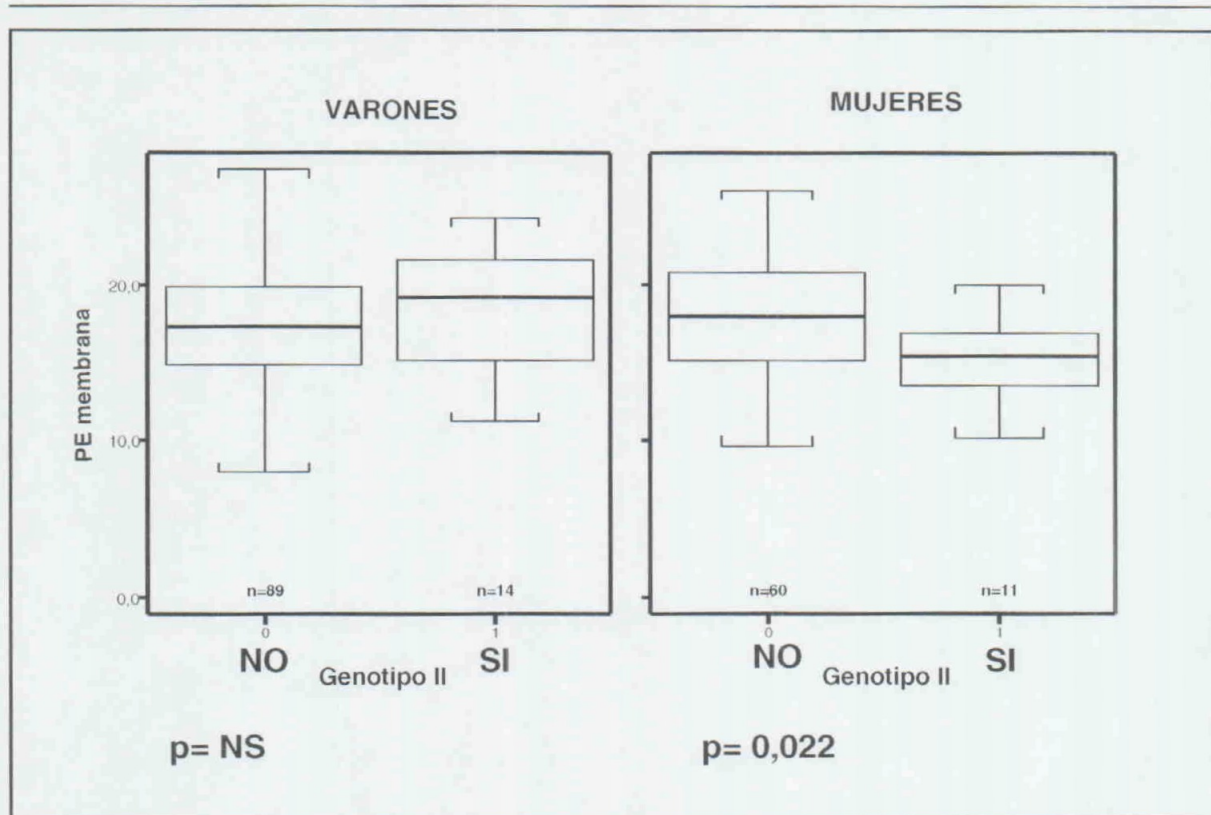 VARONES
MUJERES
PE membrana
20,0
10,0
0,0
n=89
n=14
n=60
n=11
0
1
0
1
NO
SI
NO
SI
Genotipo II
Genotipo II
p= NS
p= 0,022